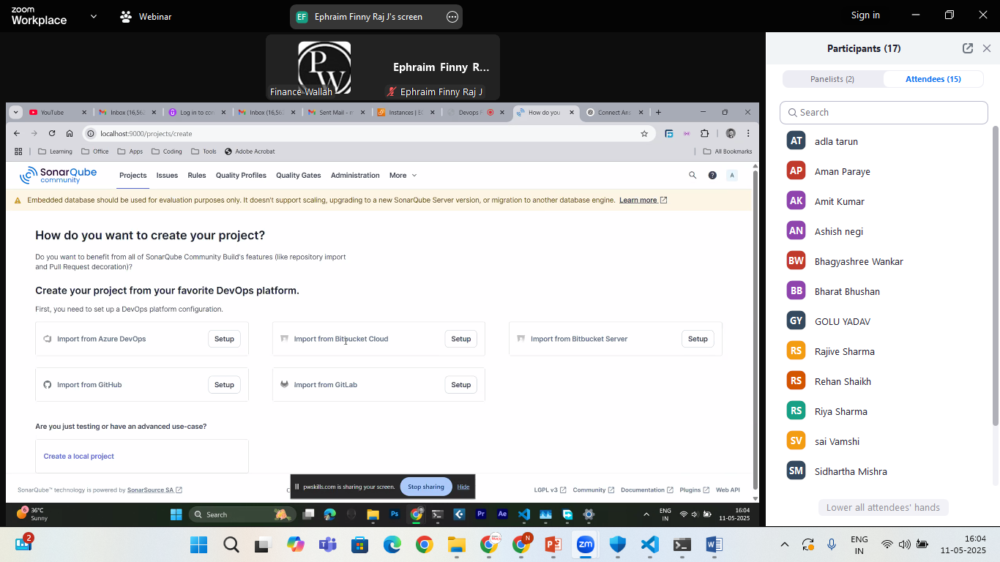 zoom
Workplace
Webinar
EF Ephraim Finny Raj J's screen
Sign in
PW
Finance Wallah
Ephraim Finny R...
Ephraim Finny Raj J
Participants (17)
Panelists (2)
Attendees (15)
Search
AT adla tarun
AP Aman Paraye
AK Amit Kumar
AN Ashish negi
BW Bhagyashree Wankar
BB Bharat Bhushan
GY GOLU YADAV
RS Rajive Sharma
RS Rehan Shaikh
RS Riya Sharma
SV sai Vamshi
SM Sidhartha Mishra
Lower all attendees' hands
YouTube
Inbox (16,56
Log in to con
Inbox (16,56
Sent Mail - m
Instances | E
Devops F
How do you
Connect Ans
localhost:9000/projects/create
Learning
Office
Apps
Coding
Tools
Adobe Acrobat
All Bookmarks
SonarQube
community
Projects
Issues
Rules
Quality Profiles
Quality Gates
Administration
More
A
Embedded database should be used for evaluation purposes only. It doesn't support scaling, upgrading to a new SonarQube Server version, or migration to another database engine. Learn more
How do you want to create your project?
Do you want to benefit from all of SonarQube Community Build's features (like repository import
and Pull Request decoration)?
Create your project from your favorite DevOps platform.
First, you need to set up a DevOps platform configuration.
Import from Azure DevOps
Setup
Import from Bitbucket Cloud
Setup
Import from Bitbucket Server
Setup
Import from GitHub
Setup
Import from GitLab
Setup
Are you just testing or have an advanced use-case?
Create a local project
SonarQube™ technology is powered by SonarSource SA
pwskills.com is sharing your screen.
Stop sharing
Hide
LGPL v3
Community
Documentation
Plugins
Web API
6
36°C
Sunny
Search
Ps
Pr
Ae
ENG
IN
16:04
11-05-2025
2
N
zm
ENG
IN
16:04
11-05-2025